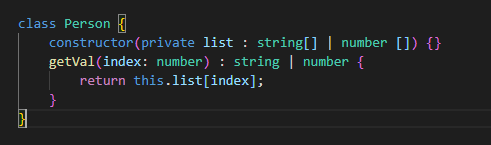 class Person {
constructor(private list : string[] | number []) {}
getVal(index: number) : string | number {
return this.list[index];
}
}